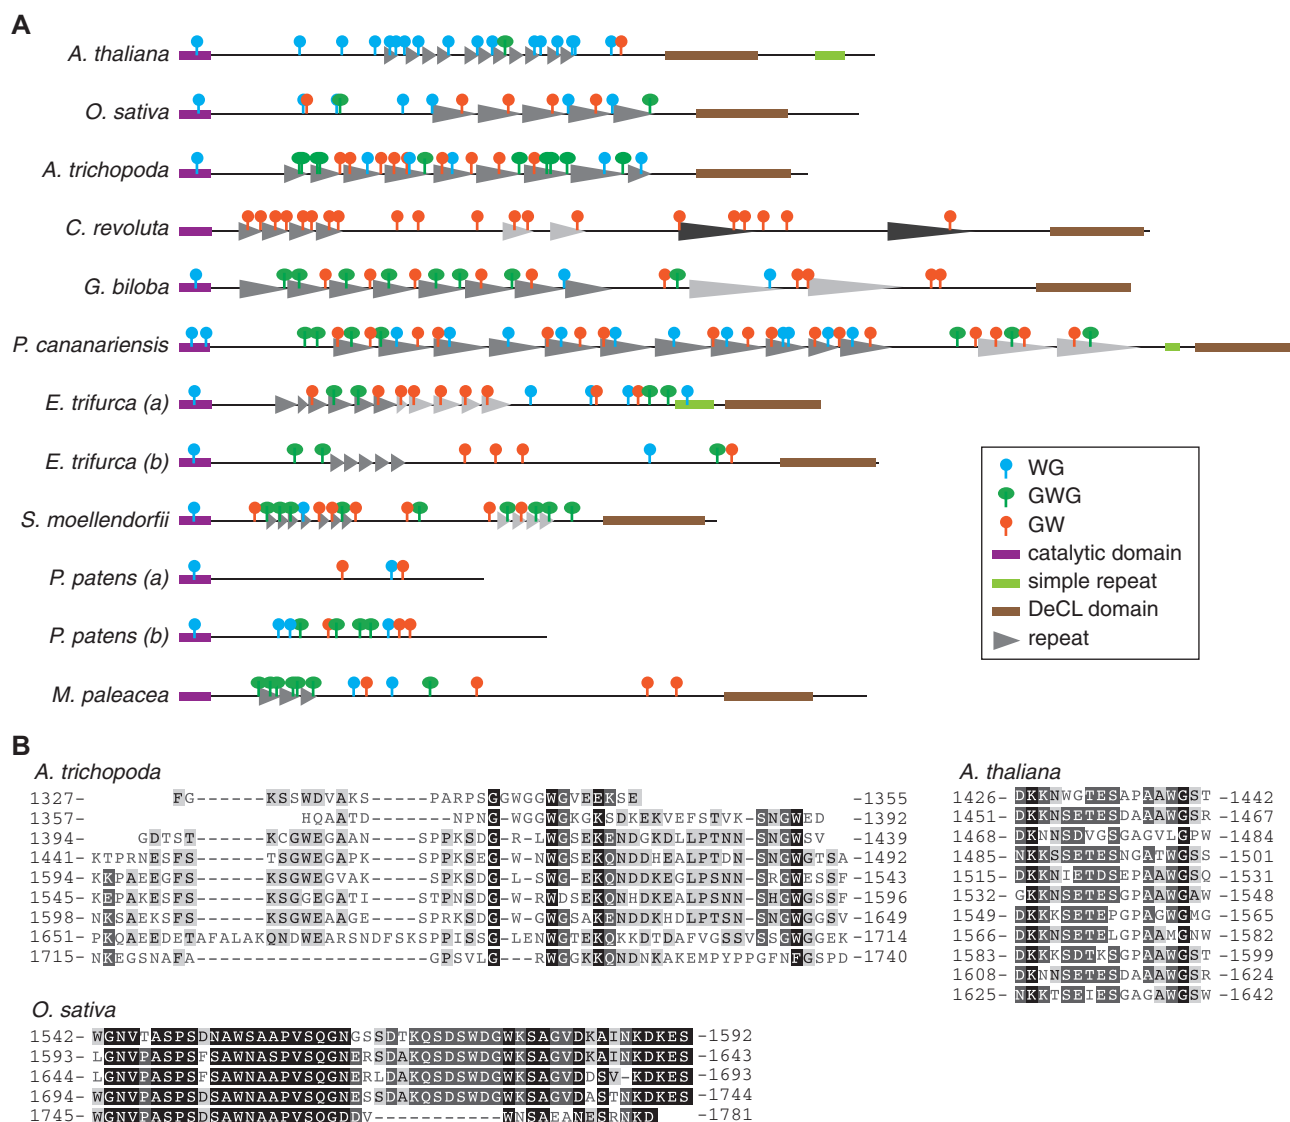 A
A. thaliana
O. sativa
A. trichopoda
C. revoluta
G. biloba
P. cananariensis
E. trifurca (a)
E. trifurca (b)
S. moellendorfii
P. patens (a)
P. patens (b)
M. paleacea
WG
GWG
GW
catalytic domain
simple repeat
DeCL domain
repeat
B
A. trichopoda
1327- FG------KSSWDVAKS-----PARPSGGWGGWGVEEKSE -1355
1357- HQAATD-----NPNG-WGGWGKGKSDKEKVEFSTVK-SNGWED -1392
1394- GDTST----KCGWEGAAN---SPPKSDG-R-LWGSEKENDGKDLLPTNN-SNGWSV -1439
1441- KTPRNESFS------TSGWEGAPK----SPPKSEG-W-NWGSEKQNDDHEALPTDN-SNGWGTSA -1492
1594- KKPAEEGFS------KSGWEGVAK----SPKSDG-L-SWG-EKQNDDKEGLPSNN-SRGWESSF -1543
1545- KEPAKESFS------KSGGEGATI----STPNSDG-W-RWDSEKQNHDKEALPSNN-SHGWGSSF -1596
1598- NKSAEKSFS------KSGWEAAGE----SPRKSDG-W-GWGSAKENDDKHDLPTSN-SNGWGGSV -1649
1651- PKQAEEDETAFALAKQNDWEARSNDFSKSPPISSG-LENWGTEKQKKDTDAFVGSSVSSGWGGEK -1714
1715- NKEGSNAFA--------------------GPSVLG-R--WGGKKQNDNKAKEMPYPPGFNFGSPD -1740
O. sativa
1542- WGNVTASPSDNAWSAAPVSQGNGSSDTKQSDSWDGWKSAGVDKAINKDKES -1592
1593- LGNVPASPSFSAWNASPVSQGNERSDAKQSDSWDGWKSAGVDKAINKDKES -1643
1644- LGNVPASPSFSAWNAAPVSQGNERLDAKQSDSWDGWKSAGVDDSV-KDKES -1693
1694- WGNVPASPSDSAWNAAPVSQGNESSDAKQSDSWDGWKSAGVDASTNKDKES -1744
1745- WGNVPASPSDSAWNAAPVSQGDDV-----------WNSAEANESRNKD -1781
A. thaliana
1426- DKKNWGTESAPAAWGST -1442
1451- DKKNSETESDAAAWGSR -1467
1468- DKNNSDVGSGAGVLGPW -1484
1485- NKKSSETESNGATWGSS -1501
1515- DKKNIETDSEPAAWGSQ -1531
1532- GKKNSETESGPAAWGAW -1548
1549- DKKKSETEPGPAGWGMG -1565
1566- DKKNSETELGPAAMGNW -1582
1583- DKKKSDTKSGPAAWGST -1599
1608- DKNNSETESDAAAWGSR -1624
1625- NKKTSEIESGAGAWGSW -1642